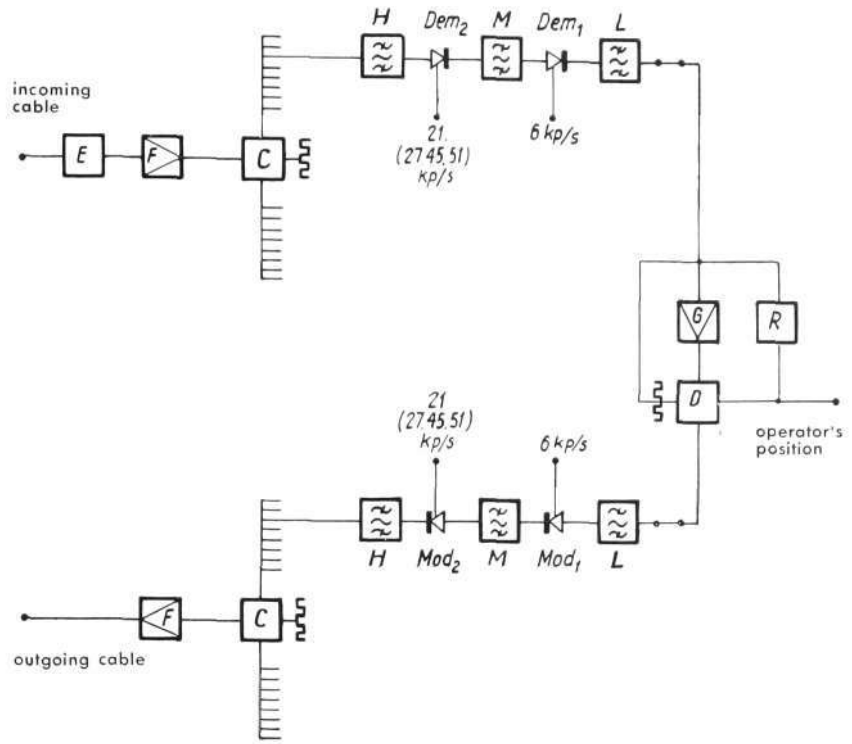 H Dem2 M Dem1 L
incoming
cable
E F C
21.
(27.45.51)
kp/s
6 kp/s
G R
D
operator's
position
21
(27.45.51)
kp/s
6 kp/s
H Mod2 M Mod1 L
F C
outgoing cable